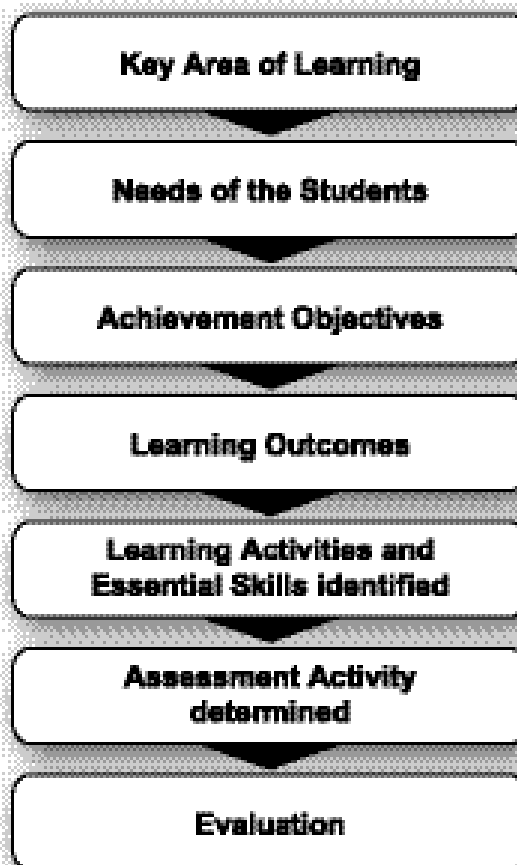 Key Area of Learning
Needs of the Students
Achievement Objectives
Learning Outcomes
Learning Activities and
Essential Skills identified
Assessment Activity
determined
Evaluation